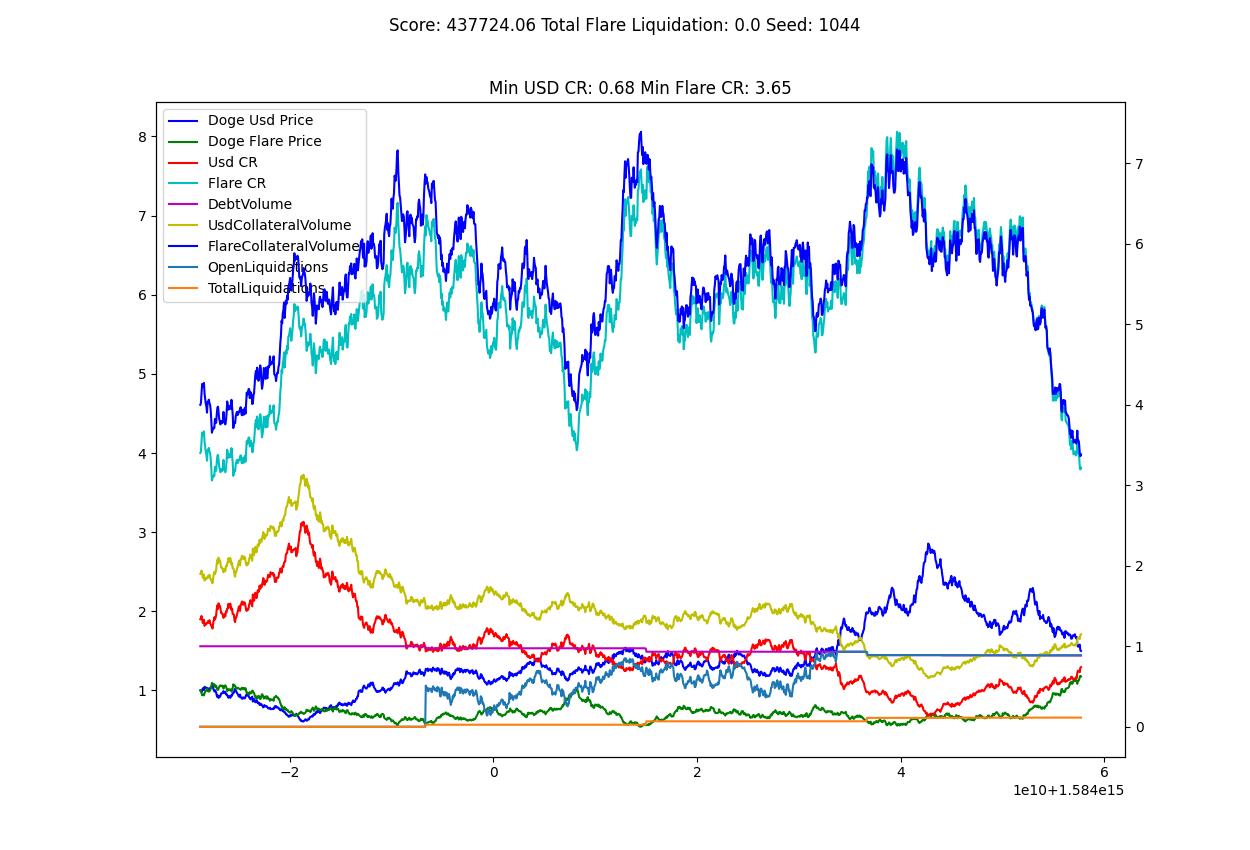 Score: 437724.06 Total Flare Liquidation: 0.0 Seed: 1044
Min USD CR: 0.68 Min Flare CR: 3.65
Doge Usd Price
Doge Flare Price
Usd CR
Flare CR
DebtVolume
UsdCollateralVolume
FlareCollateralVolume
OpenLiquidations
TotalLiquidations
8
7
6
5
4
3
2
1
7
6
5
4
3
2
1
0
−2
0
2
4
6
1e10+1.584e15